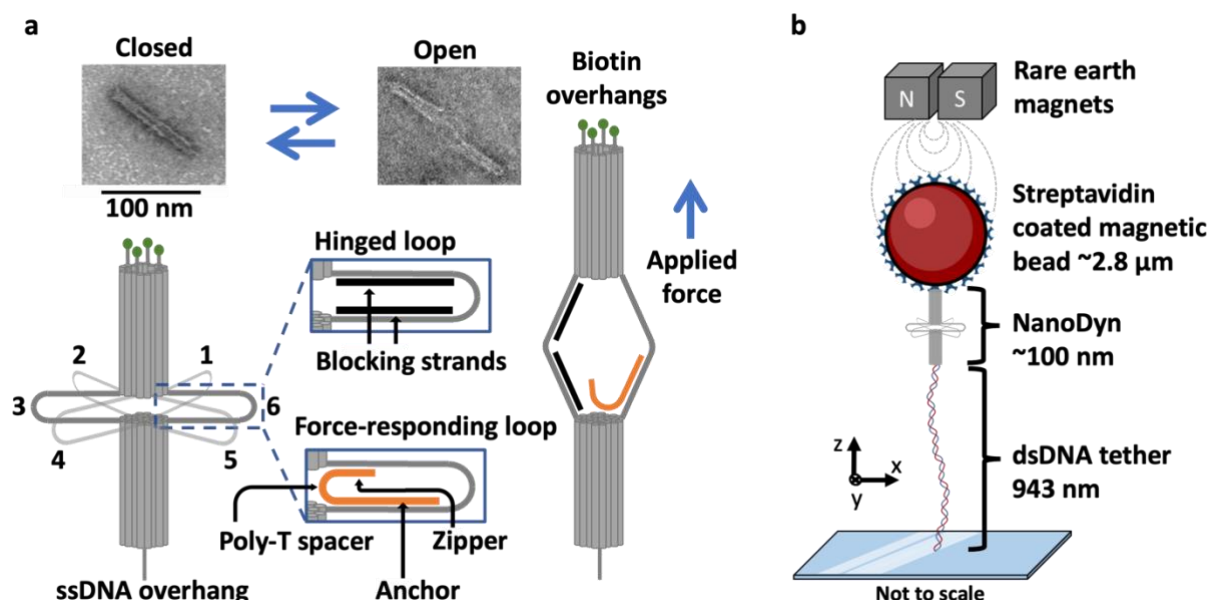 a
Closed
Open
100 nm
Biotin
overhangs
Applied
force
Hinged loop
Blocking strands
1
2
3
4
5
6
Force-responding loop
Poly-T spacer
Zipper
Anchor
ssDNA overhang
b
N S
Rare earth
magnets
Streptavidin
coated magnetic
bead ~2.8 µm
NanoDyn
~100 nm
dsDNA tether
943 nm
z
x
y
Not to scale